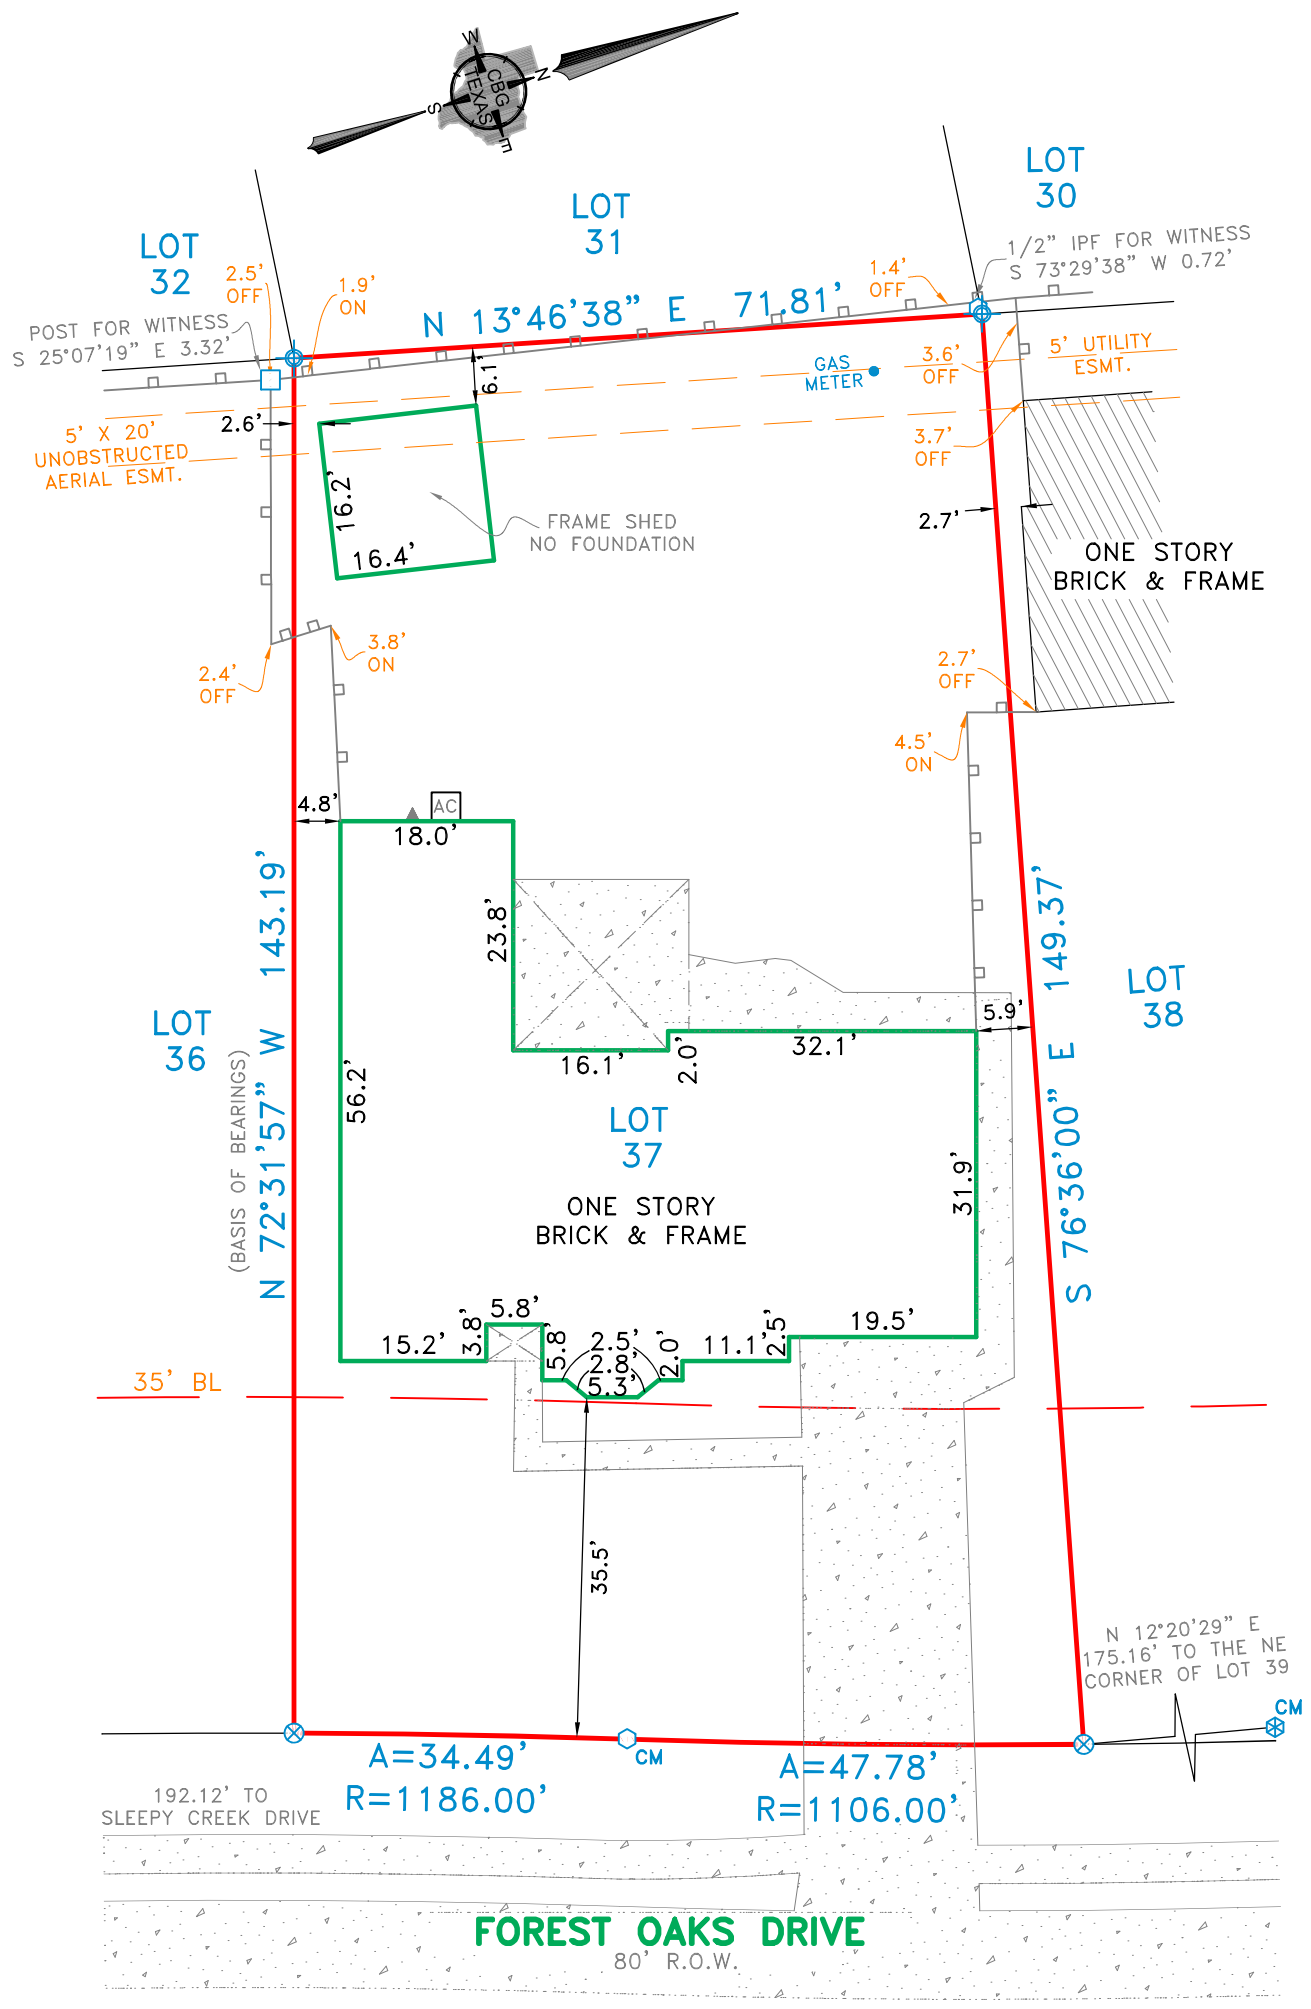 W
N
CBG
TEXAS
S
E
LOT
30
LOT
31
LOT
32
1/2" IPF FOR WITNESS
S 73°29'38" W 0.72'
2.5'
OFF
1.9'
ON
1.4'
OFF
N 13°46'38" E 71.81'
POST FOR WITNESS
S 25°07'19" E 3.32'
GAS
METER
3.6'
OFF
5' UTILITY
ESMT.
6.1'
2.6'
5' X 20'
UNOBSTRUCTED
AERIAL ESMT.
3.7'
OFF
16.2'
16.4'
FRAME SHED
NO FOUNDATION
2.7'
ONE STORY
BRICK & FRAME
3.8'
ON
2.4'
OFF
2.7'
OFF
4.5'
ON
4.8'
AC
18.0'
23.8'
N 72°31'57" W 143.19'
(BASIS OF BEARINGS)
S 76°36'00" E 149.37'
LOT
38
LOT
36
5.9'
16.1'
2.0'
32.1'
56.2'
LOT
37
31.9'
ONE STORY
BRICK & FRAME
15.2'
3.8'
5.8'
5.8'
2.5'
2.8'
5.3'
2.0'
11.1'
2.5'
19.5'
35' BL
35.5'
N 12°20'29" E
175.16' TO THE NE
CORNER OF LOT 39
CM
CM
A=34.49'
R=1186.00'
A=47.78'
R=1106.00'
192.12' TO
SLEEPY CREEK DRIVE
FOREST OAKS DRIVE
80' R.O.W.